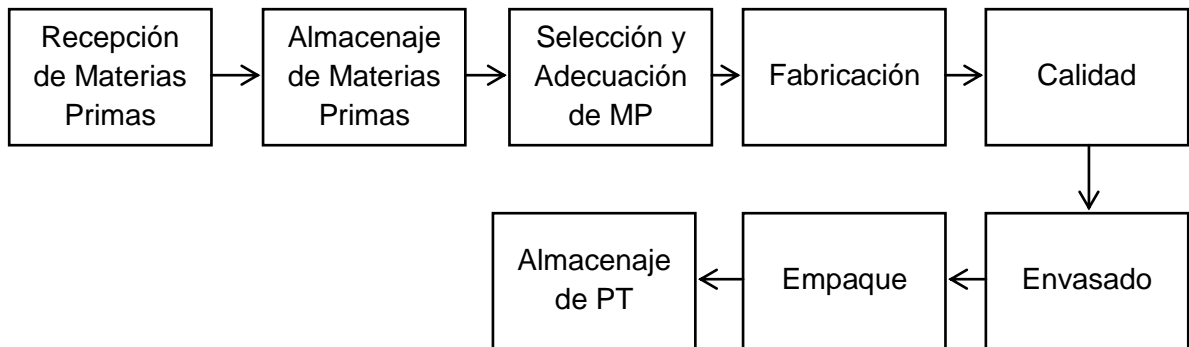 Recepción
de Materias
Primas
Almacenaje
de Materias
Primas
Selección y
Adecuación
de MP
Fabricación
Calidad
Almacenaje
de PT
Empaque
Envasado